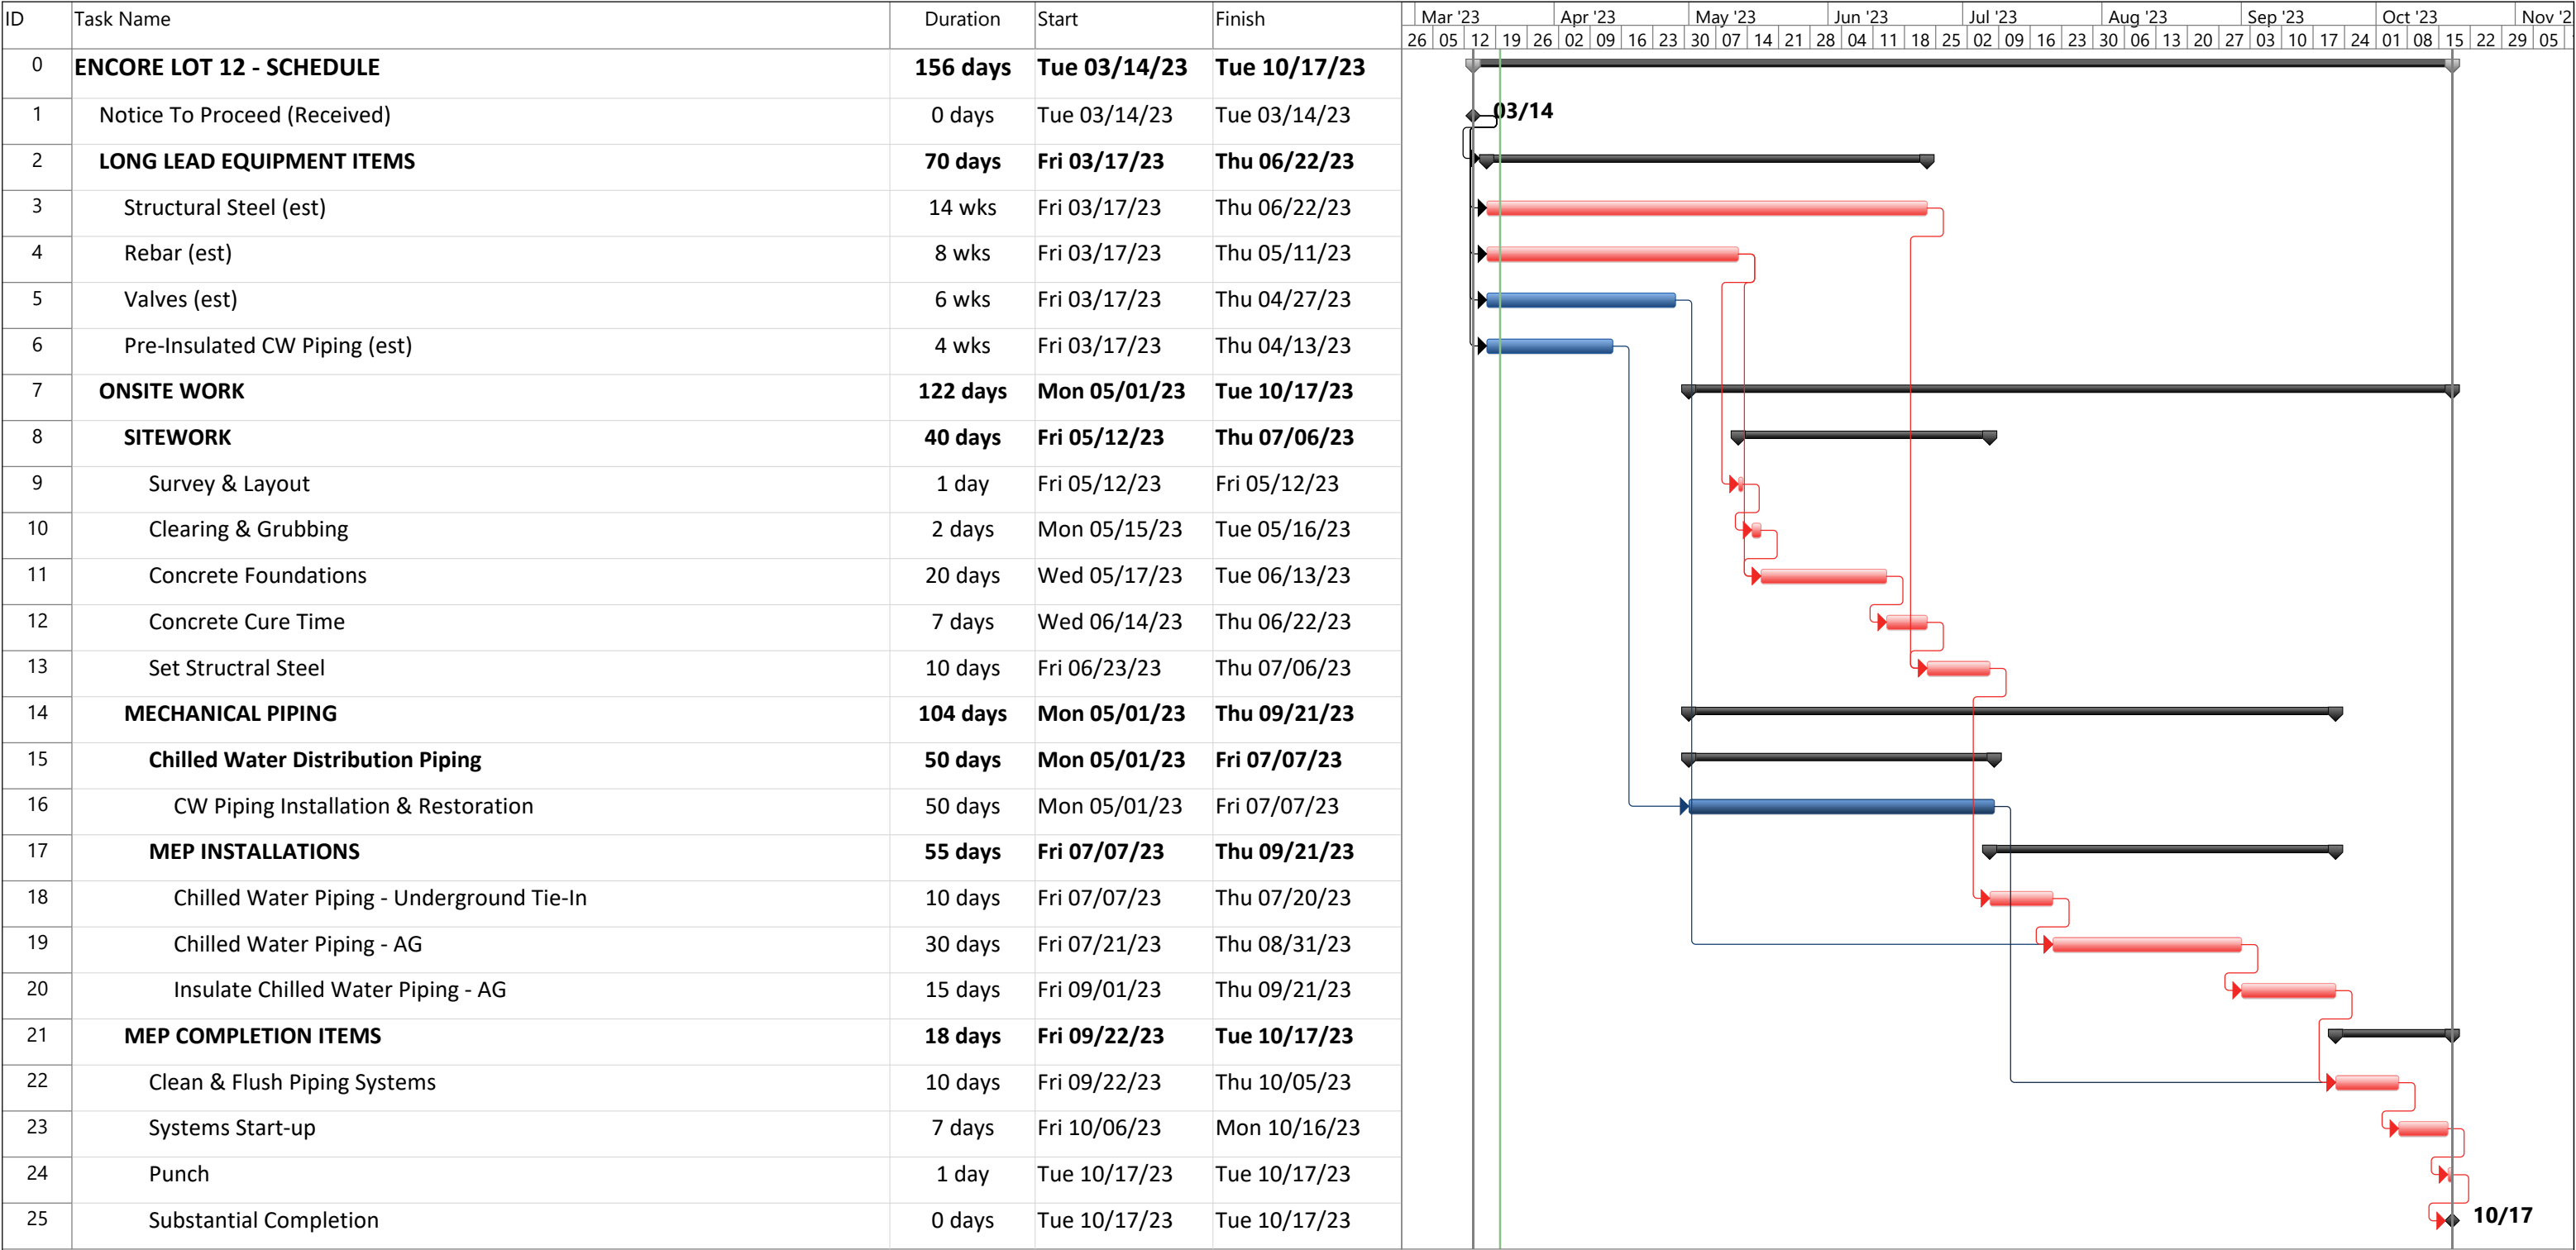 ID Task Name Duration Start Finish Mar '23 Apr '23 May '23 Jun '23 Jul '23 Aug '23 Sep '23 Oct '23 Nov '2
26 05 12 19 26 02 09 16 23 30 07 14 21 28 04 11 18 25 02 09 16 23 30 06 13 20 27 03 10 17 24 01 08 15 22 29 05
0 ENCORE LOT 12 - SCHEDULE 156 days Tue 03/14/23 Tue 10/17/23
1 Notice To Proceed (Received) 0 days Tue 03/14/23 Tue 03/14/23 03/14
2 LONG LEAD EQUIPMENT ITEMS 70 days Fri 03/17/23 Thu 06/22/23
3 Structural Steel (est) 14 wks Fri 03/17/23 Thu 06/22/23
4 Rebar (est) 8 wks Fri 03/17/23 Thu 05/11/23
5 Valves (est) 6 wks Fri 03/17/23 Thu 04/27/23
6 Pre-Insulated CW Piping (est) 4 wks Fri 03/17/23 Thu 04/13/23
7 ONSITE WORK 122 days Mon 05/01/23 Tue 10/17/23
8 SITEWORK 40 days Fri 05/12/23 Thu 07/06/23
9 Survey & Layout 1 day Fri 05/12/23 Fri 05/12/23
10 Clearing & Grubbing 2 days Mon 05/15/23 Tue 05/16/23
11 Concrete Foundations 20 days Wed 05/17/23 Tue 06/13/23
12 Concrete Cure Time 7 days Wed 06/14/23 Thu 06/22/23
13 Set Structral Steel 10 days Fri 06/23/23 Thu 07/06/23
14 MECHANICAL PIPING 104 days Mon 05/01/23 Thu 09/21/23
15 Chilled Water Distribution Piping 50 days Mon 05/01/23 Fri 07/07/23
16 CW Piping Installation & Restoration 50 days Mon 05/01/23 Fri 07/07/23
17 MEP INSTALLATIONS 55 days Fri 07/07/23 Thu 09/21/23
18 Chilled Water Piping - Underground Tie-In 10 days Fri 07/07/23 Thu 07/20/23
19 Chilled Water Piping - AG 30 days Fri 07/21/23 Thu 08/31/23
20 Insulate Chilled Water Piping - AG 15 days Fri 09/01/23 Thu 09/21/23
21 MEP COMPLETION ITEMS 18 days Fri 09/22/23 Tue 10/17/23
22 Clean & Flush Piping Systems 10 days Fri 09/22/23 Thu 10/05/23
23 Systems Start-up 7 days Fri 10/06/23 Mon 10/16/23
24 Punch 1 day Tue 10/17/23 Tue 10/17/23
25 Substantial Completion 0 days Tue 10/17/23 Tue 10/17/23 10/17